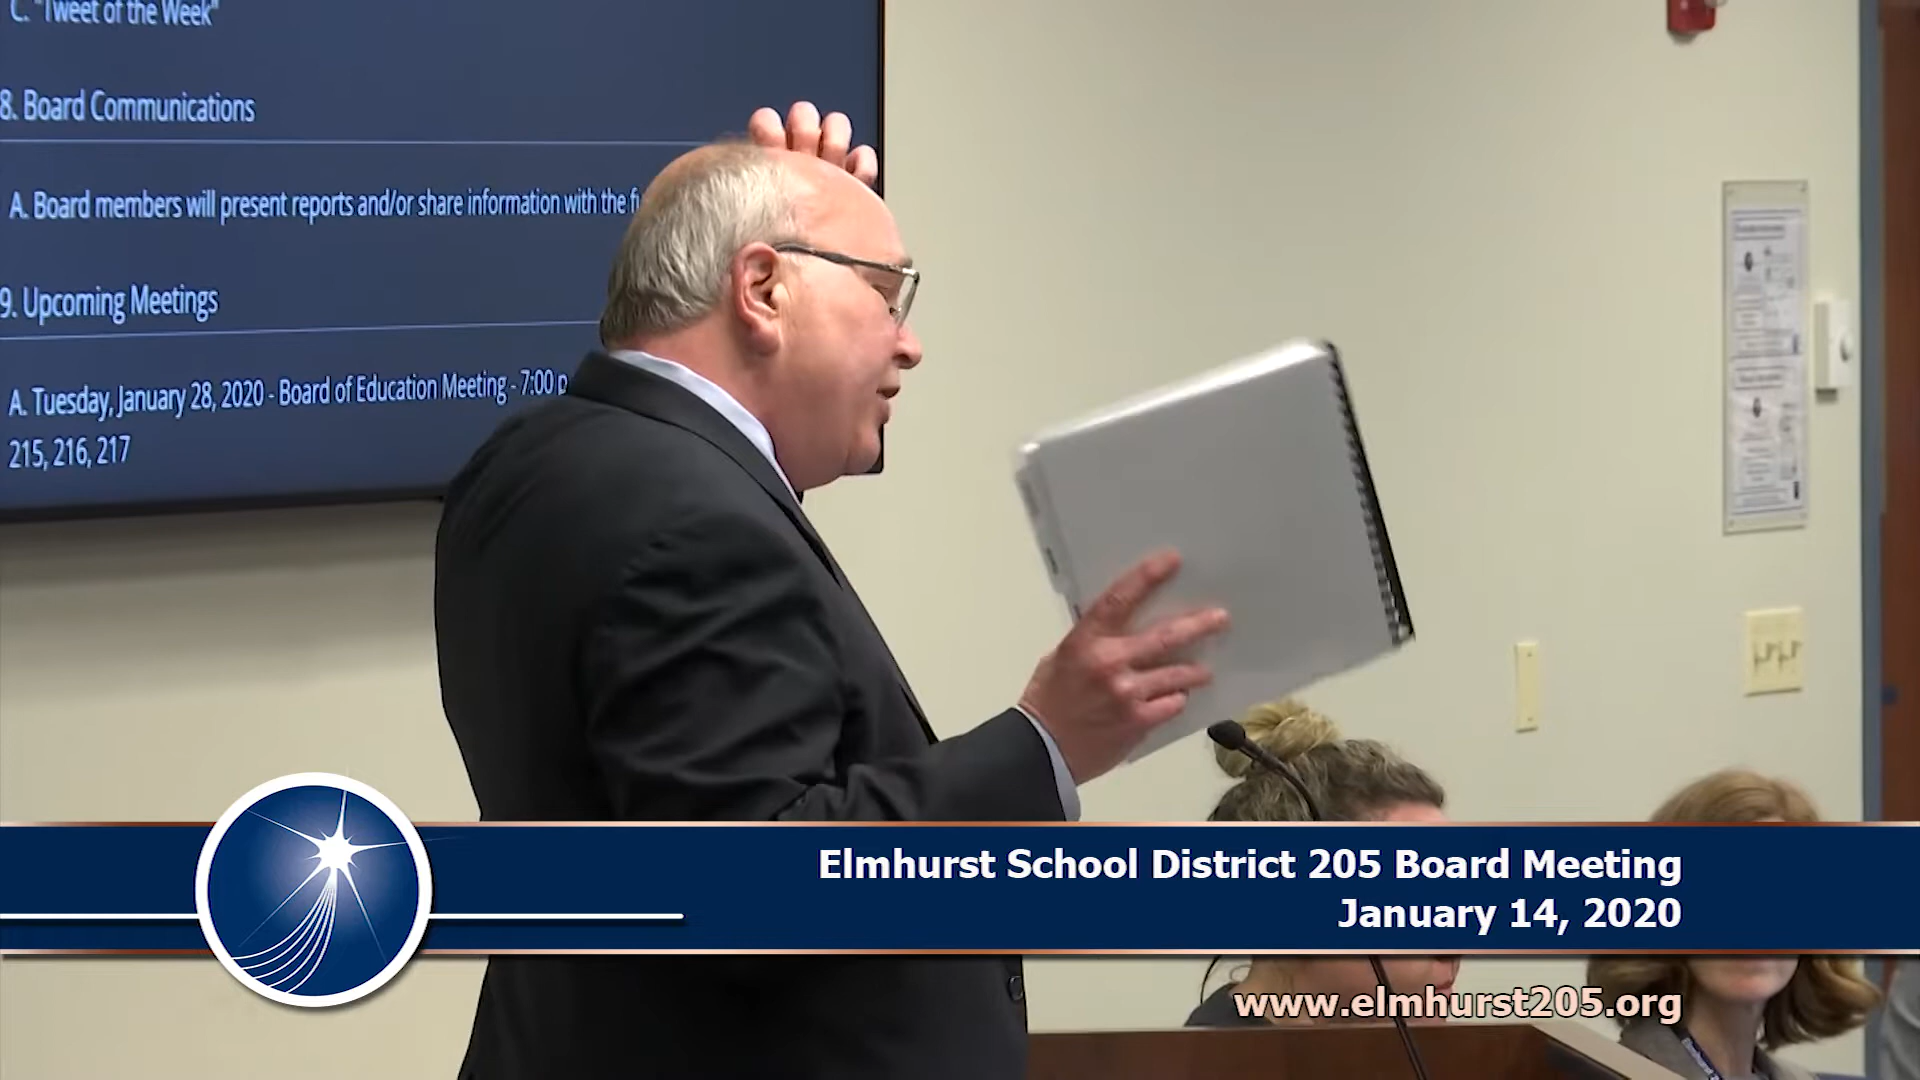 C. "Tweet of the Week"
8. Board Communications
A. Board members will present reports and/or share information with the
9. Upcoming Meetings
A. Tuesday, January 28, 2020 - Board of Education Meeting - 7:00 p
215, 216, 217
Elmhurst School District 205 Board Meeting
January 14, 2020
www.elmhurst205.org